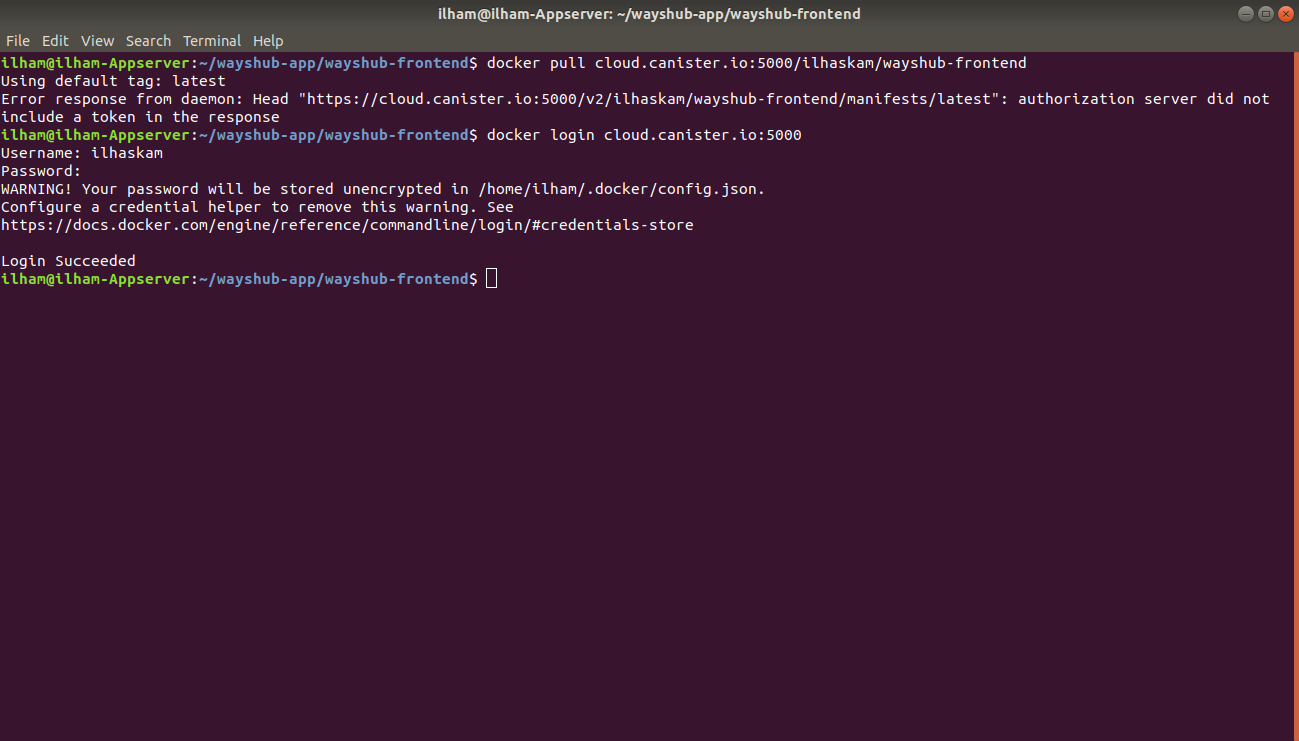 ilham@ilham-Appserver: ~/wayshub-app/wayshub-frontend
File Edit View Search Terminal Help
ilham@ilham-Appserver:~/wayshub-app/wayshub-frontend$ docker pull cloud.canister.io:5000/ilhaskam/wayshub-frontend
Using default tag: latest
Error response from daemon: Head "https://cloud.canister.io:5000/v2/ilhaskam/wayshub-frontend/manifests/latest": authorization server did not
include a token in the response
ilham@ilham-Appserver:~/wayshub-app/wayshub-frontend$ docker login cloud.canister.io:5000
Username: ilhaskam
Password:
WARNING! Your password will be stored unencrypted in /home/ilham/.docker/config.json.
Configure a credential helper to remove this warning. See
https://docs.docker.com/engine/reference/commandline/login/#credentials-store
Login Succeeded
ilham@ilham-Appserver:~/wayshub-app/wayshub-frontend$